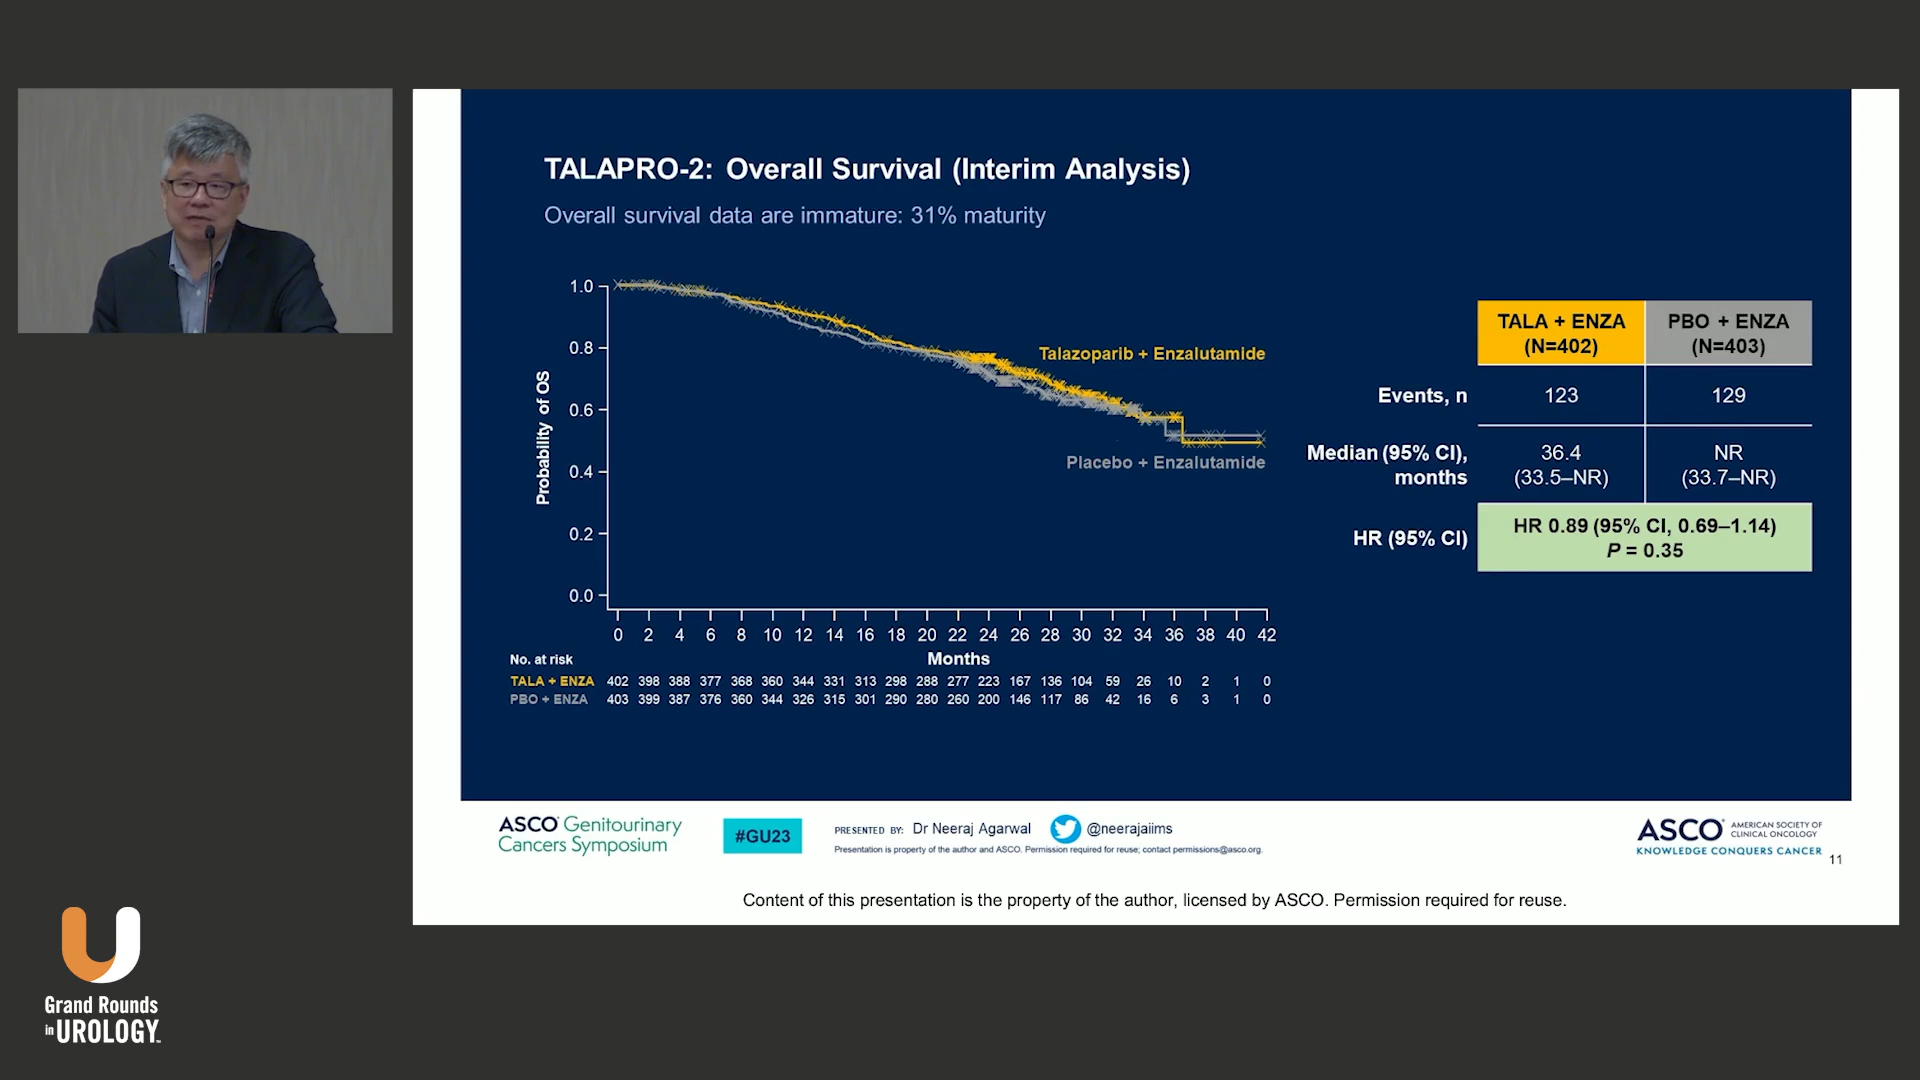 TALAPRO-2: Overall Survival (Interim Analysis)
Overall survival data are immature: 31% maturity
Probability of OS
1.0
0.8
0.6
0.4
0.2
0.0
Talazoparib + Enzalutamide
Placebo + Enzalutamide
0 2 4 6 8 10 12 14 16 18 20 22 24 26 28 30 32 34 36 38 40 42
Months
No. at risk
TALA + ENZA 402 398 388 377 368 360 344 331 313 298 288 277 223 167 136 104 59 26 10 2 1 0
PBO + ENZA 403 399 387 376 360 344 326 315 301 290 280 260 200 146 117 86 42 16 6 3 1 0
TALA + ENZA PBO + ENZA
(N=402) (N=403)
Events, n 123 129
Median (95% CI), 36.4 NR
months (33.5–NR) (33.7–NR)
HR (95% CI) HR 0.89 (95% CI, 0.69–1.14)
P = 0.35
ASCO Genitourinary
Cancers Symposium
#GU23
PRESENTED BY: Dr Neeraj Agarwal @neerajaiims
Presentation is property of the author and ASCO. Permission required for reuse; contact permissions@asco.org.
ASCO AMERICAN SOCIETY OF
CLINICAL ONCOLOGY
KNOWLEDGE CONQUERS CANCER
11
Content of this presentation is the property of the author, licensed by ASCO. Permission required for reuse.
Grand Rounds
in UROLOGY™